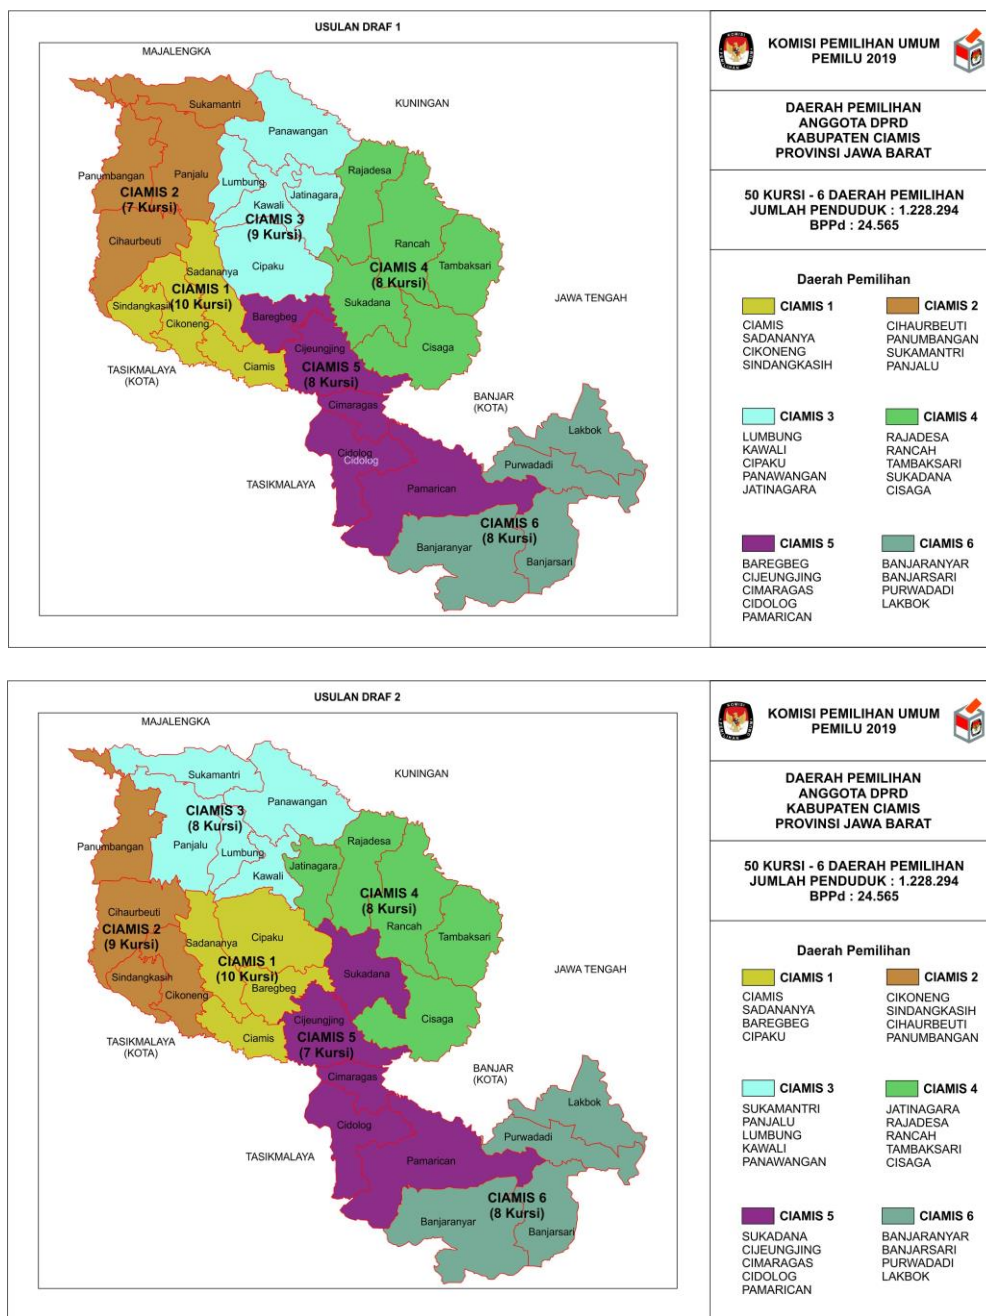 USULAN DRAF 1
MAJALENGKA
KUNINGAN
Sukamantri
Panawangan
Panumbangan
Panjalu
Lumbung
Jatinagara
Rajadesa
CIAMIS 2
(7 Kursi)
Kawali
CIAMIS 3
(9 Kursi)
Cihaurbeuti
Sadananya
Cipaku
Rancah
Tambaksari
CIAMIS 4
(8 Kursi)
CIAMIS 1
(10 Kursi)
Sindangkasih
Cikoneng
Baregbeg
Sukadana
JAWA TENGAH
Cijeungjing
Cisaga
Ciamis
CIAMIS 5
(8 Kursi)
TASIKMALAYA
(KOTA)
BANJAR
(KOTA)
Cimaragas
Lakbok
Cidolog
Cidolog
Purwadadi
TASIKMALAYA
Pamarican
CIAMIS 6
(8 Kursi)
Banjaranyar
Banjarsari
KOMISI PEMILIHAN UMUM
PEMILU 2019
DAERAH PEMILIHAN
ANGGOTA DPRD
KABUPATEN CIAMIS
PROVINSI JAWA BARAT
50 KURSI - 6 DAERAH PEMILIHAN
JUMLAH PENDUDUK : 1.228.294
BPPd : 24.565
Daerah Pemilihan
CIAMIS 1
CIAMIS
SADANANYA
CIKONENG
SINDANGKASIH
CIAMIS 2
CIHAURBEUTI
PANUMBANGAN
SUKAMANTRI
PANJALU
CIAMIS 3
LUMBUNG
KAWALI
CIPAKU
PANAWANGAN
JATINAGARA
CIAMIS 4
RAJADESA
RANCAH
TAMBAKSARI
SUKADANA
CISAGA
CIAMIS 5
BAREGBEG
CIJEUNGJING
CIMARAGAS
CIDOLOG
PAMARICAN
CIAMIS 6
BANJARANYAR
BANJARSARI
PURWADADI
LAKBOK
USULAN DRAF 2
MAJALENGKA
KUNINGAN
Sukamantri
Panawangan
CIAMIS 3
(8 Kursi)
Panumbangan
Panjalu
Lumbung
Kawali
Jatinagara
Rajadesa
CIAMIS 4
(8 Kursi)
Cihaurbeuti
CIAMIS 2
(9 Kursi)
Sadananya
Cipaku
Rancah
Tambaksari
CIAMIS 1
(10 Kursi)
Sindangkasih
Cikoneng
Baregbeg
Sukadana
JAWA TENGAH
Cijeungjing
Cisaga
Ciamis
CIAMIS 5
(7 Kursi)
TASIKMALAYA
(KOTA)
BANJAR
(KOTA)
Cimaragas
Lakbok
Cidolog
Purwadadi
TASIKMALAYA
Pamarican
CIAMIS 6
(8 Kursi)
Banjaranyar
Banjarsari
KOMISI PEMILIHAN UMUM
PEMILU 2019
DAERAH PEMILIHAN
ANGGOTA DPRD
KABUPATEN CIAMIS
PROVINSI JAWA BARAT
50 KURSI - 6 DAERAH PEMILIHAN
JUMLAH PENDUDUK : 1.228.294
BPPd : 24.565
Daerah Pemilihan
CIAMIS 1
CIAMIS
SADANANYA
BAREGBEG
CIPAKU
CIAMIS 2
CIKONENG
SINDANGKASIH
CIHAURBEUTI
PANUMBANGAN
CIAMIS 3
SUKAMANTRI
PANJALU
LUMBUNG
KAWALI
PANAWANGAN
CIAMIS 4
JATINAGARA
RAJADESA
RANCAH
TAMBAKSARI
CISAGA
CIAMIS 5
SUKADANA
CIJEUNGJING
CIMARAGAS
CIDOLOG
PAMARICAN
CIAMIS 6
BANJARANYAR
BANJARSARI
PURWADADI
LAKBOK